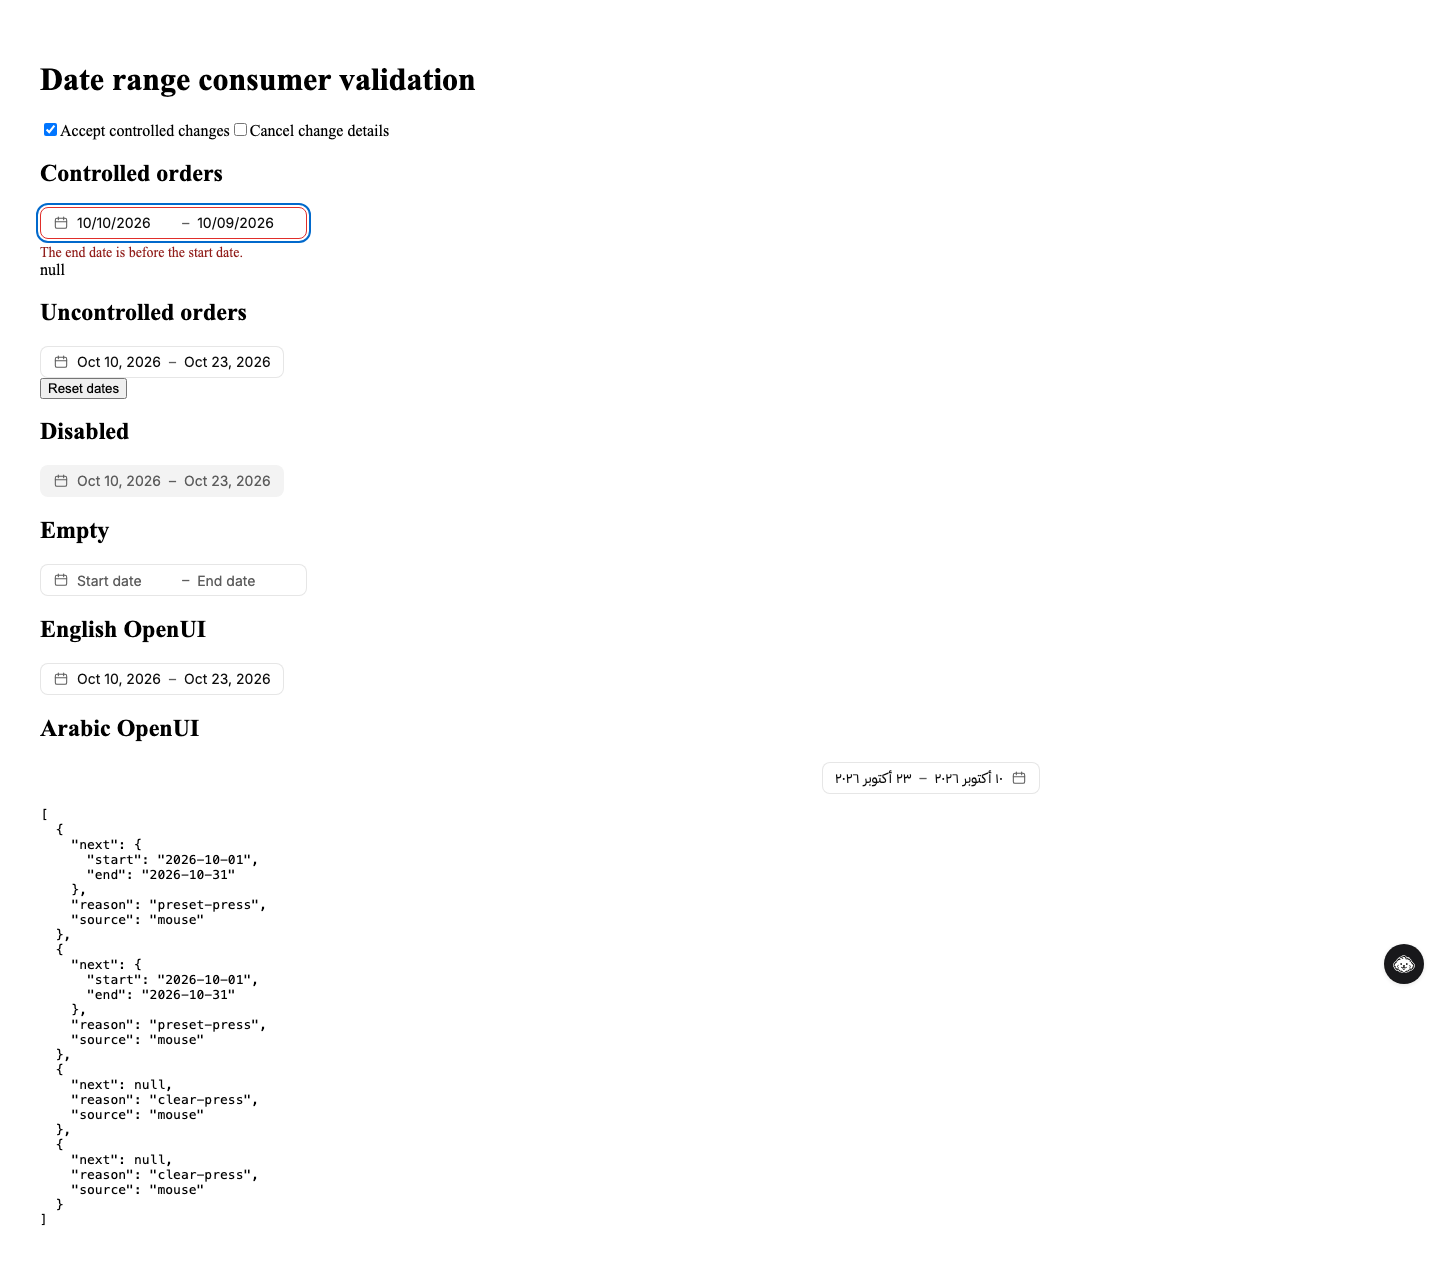 Date range consumer validation
Accept controlled changes Cancel change details
Controlled orders
10/10/2026 – 10/09/2026
The end date is before the start date.
null
Uncontrolled orders
Oct 10, 2026 – Oct 23, 2026
Reset dates
Disabled
Oct 10, 2026 – Oct 23, 2026
Empty
Start date – End date
English OpenUI
Oct 10, 2026 – Oct 23, 2026
Arabic OpenUI
١٠ أكتوبر ٢٠٢٦ – ٢٣ أكتوبر ٢٠٢٦
[
  {
    "next": {
      "start": "2026-10-01",
      "end": "2026-10-31"
    },
    "reason": "preset-press",
    "source": "mouse"
  },
  {
    "next": {
      "start": "2026-10-01",
      "end": "2026-10-31"
    },
    "reason": "preset-press",
    "source": "mouse"
  },
  {
    "next": null,
    "reason": "clear-press",
    "source": "mouse"
  },
  {
    "next": null,
    "reason": "clear-press",
    "source": "mouse"
  }
]